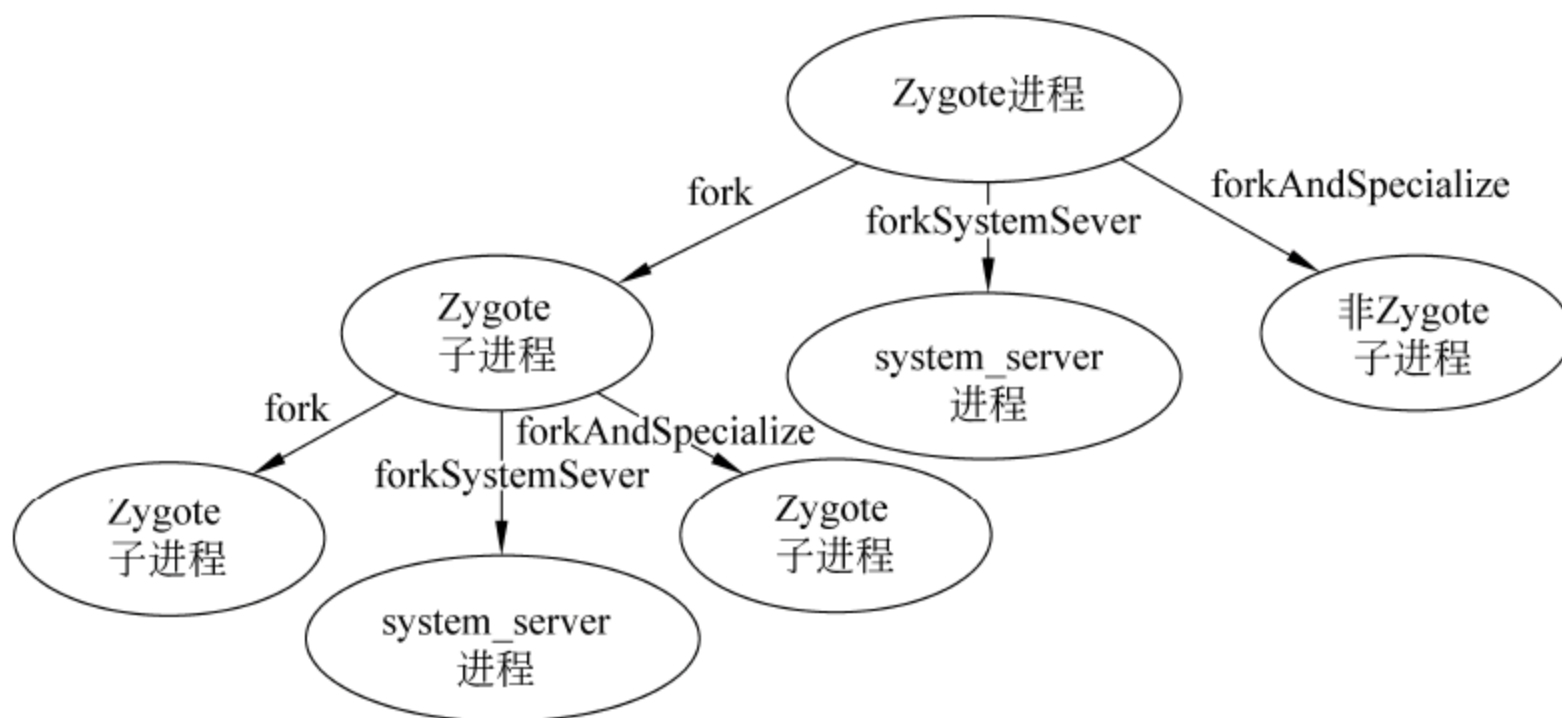 Zygote进程
fork
forkSystemSever
forkAndSpecialize
Zygote
子进程
system_server
进程
非Zygote
子进程
fork
forkSystemSever
forkAndSpecialize
Zygote
子进程
system_server
进程
Zygote
子进程